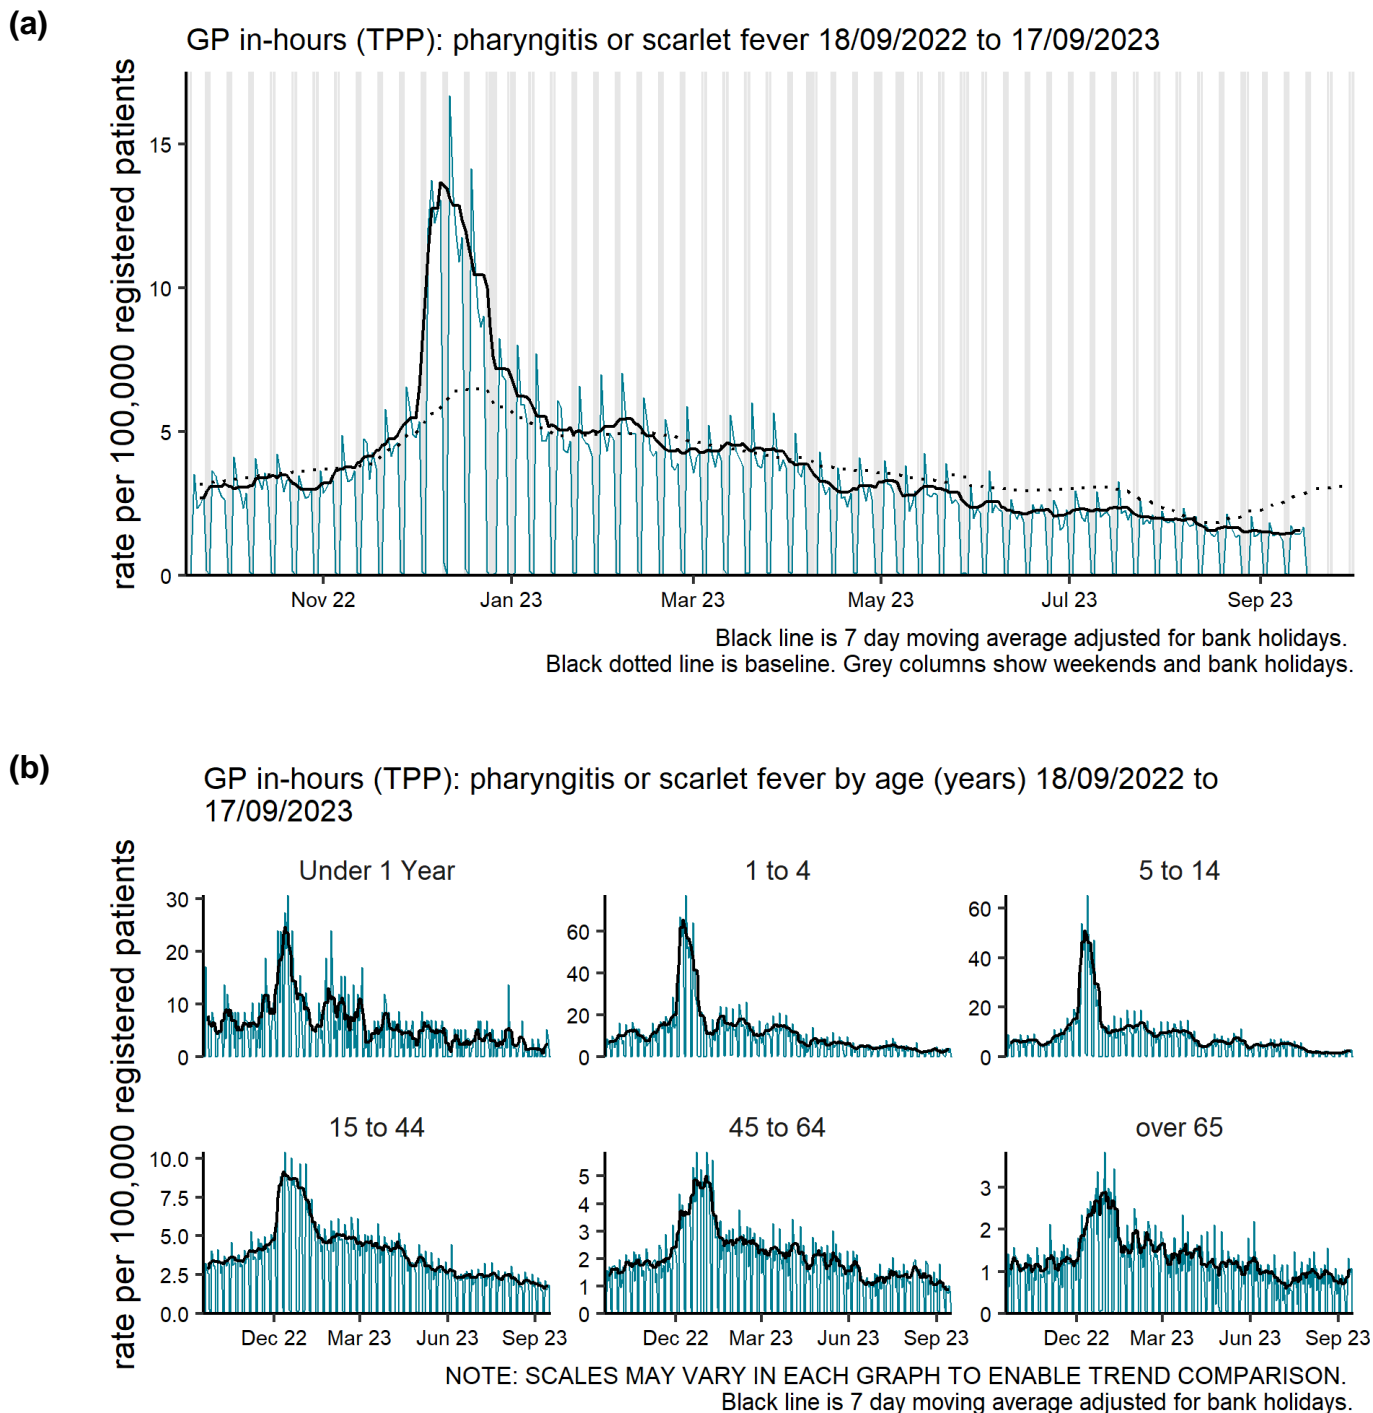 (a)
GP in-hours (TPP): pharyngitis or scarlet fever 18/09/2022 to 17/09/2023
rate per 100,000 registered patients
15
10
5
0
Nov 22 Jan 23 Mar 23 May 23 Jul 23 Sep 23
Black line is 7 day moving average adjusted for bank holidays.
Black dotted line is baseline. Grey columns show weekends and bank holidays.
(b)
GP in-hours (TPP): pharyngitis or scarlet fever by age (years) 18/09/2022 to
17/09/2023
rate per 100,000 registered patients
Under 1 Year
30
20
10
0
1 to 4
60
40
20
0
5 to 14
60
40
20
0
15 to 44
10.0
7.5
5.0
2.5
0.0
Dec 22 Mar 23 Jun 23 Sep 23
45 to 64
5
4
3
2
1
0
Dec 22 Mar 23 Jun 23 Sep 23
over 65
3
2
1
0
Dec 22 Mar 23 Jun 23 Sep 23
NOTE: SCALES MAY VARY IN EACH GRAPH TO ENABLE TREND COMPARISON.
Black line is 7 day moving average adjusted for bank holidays.